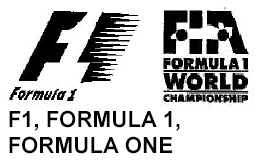 F1
Formula 1
FIA
FORMULA 1
WORLD
CHAMPIONSHIP
F1, FORMULA 1,
FORMULA ONE